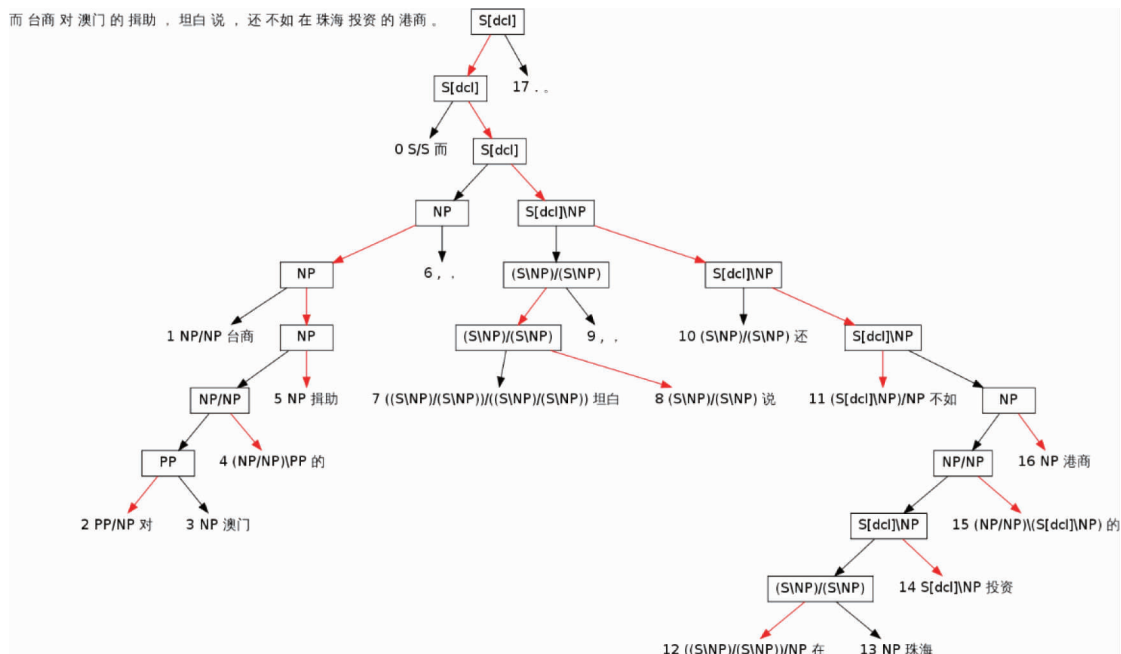 而 台商 对 澳门 的 揖助 ， 坦白 说 ， 还 不如 在 珠海 投资 的 港商 。
S[dcl]
S[dcl]
17 . 。
0 S/S 而
S[dcl]
NP
S[dcl]\NP
NP
6 , .
(S\NP)/(S\NP)
S[dcl]\NP
1 NP/NP 台商
NP
(S\NP)/(S\NP)
9 , ,
10 (S\NP)/(S\NP) 还
S[dcl]\NP
NP/NP
5 NP 揖助
7 ((S\NP)/(S\NP))/((S\NP)/(S\NP)) 坦白
8 (S\NP)/(S\NP) 说
11 (S[dcl]\NP)/NP 不如
NP
PP
4 (NP/NP)\PP 的
NP/NP
16 NP 港商
2 PP/NP 对
3 NP 澳门
S[dcl]\NP
15 (NP/NP)\(S[dcl]\NP) 的
(S\NP)/(S\NP)
14 S[dcl]\NP 投资
12 ((S\NP)/(S\NP))/NP 在
13 NP 珠海